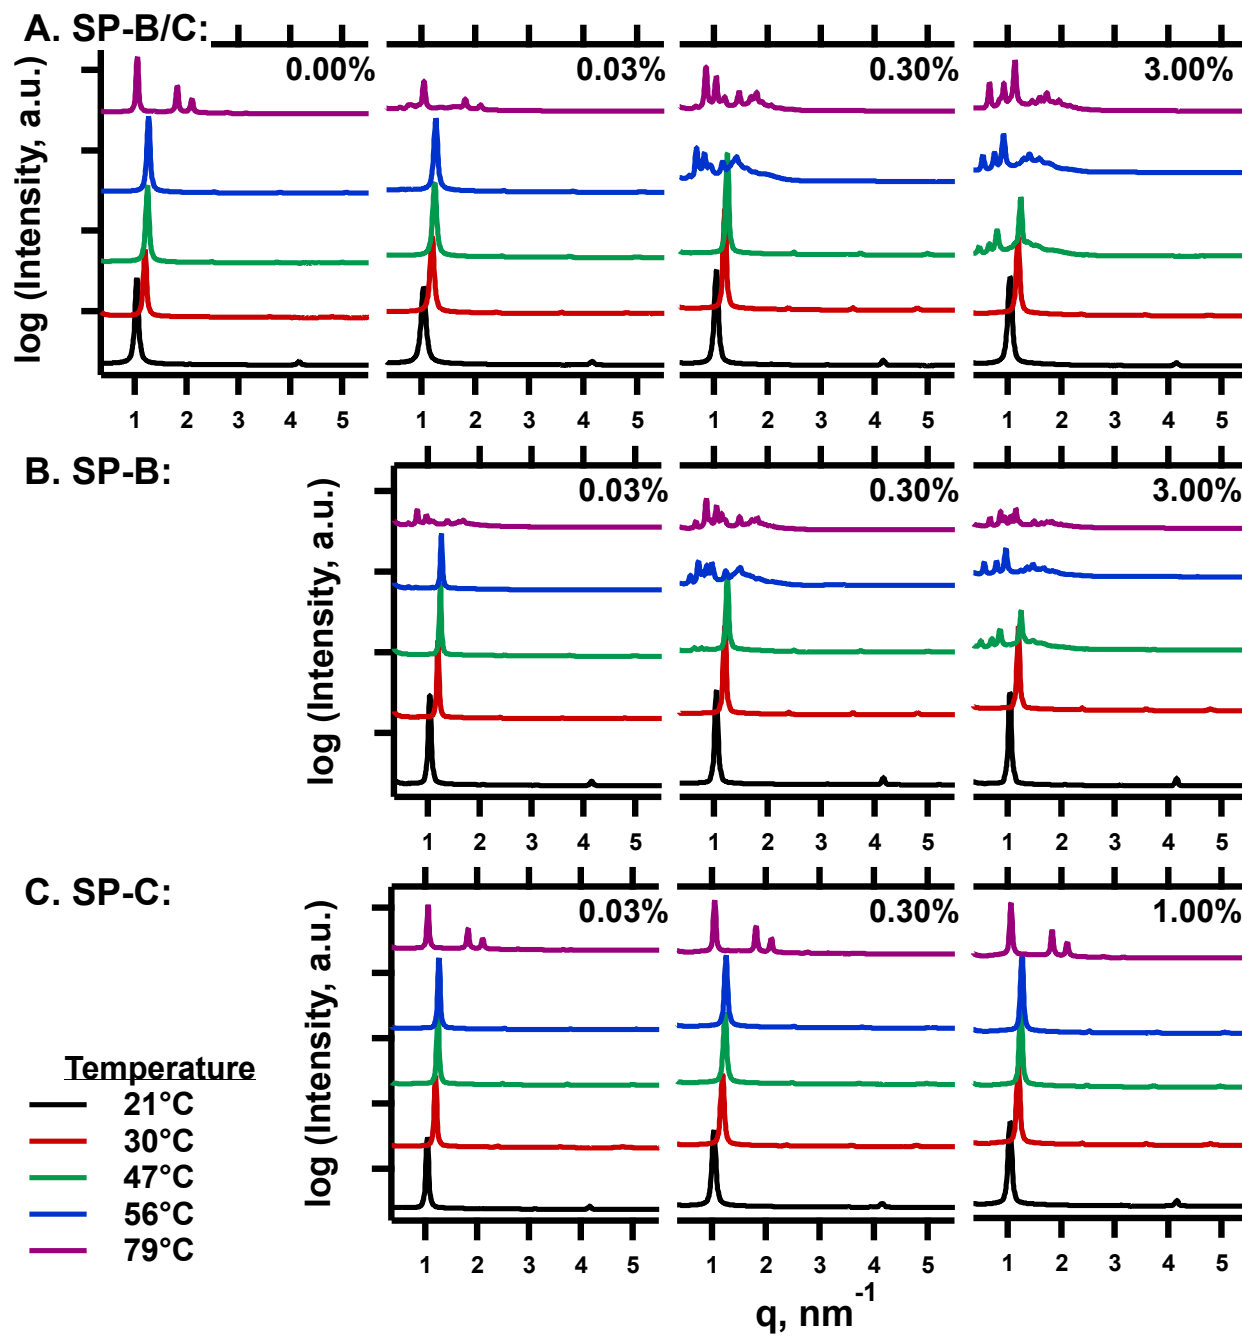 A. SP-B/C:
0.00%
0.03%
0.30%
3.00%
log (Intensity, a.u.)
1 2 3 4 5
1 2 3 4 5
1 2 3 4 5
1 2 3 4 5
B. SP-B:
0.03%
0.30%
3.00%
log (Intensity, a.u.)
1 2 3 4 5
1 2 3 4 5
1 2 3 4 5
C. SP-C:
0.03%
0.30%
1.00%
log (Intensity, a.u.)
Temperature
21°C
30°C
47°C
56°C
79°C
1 2 3 4 5
1 2 3 4 5
1 2 3 4 5
q, nm⁻¹